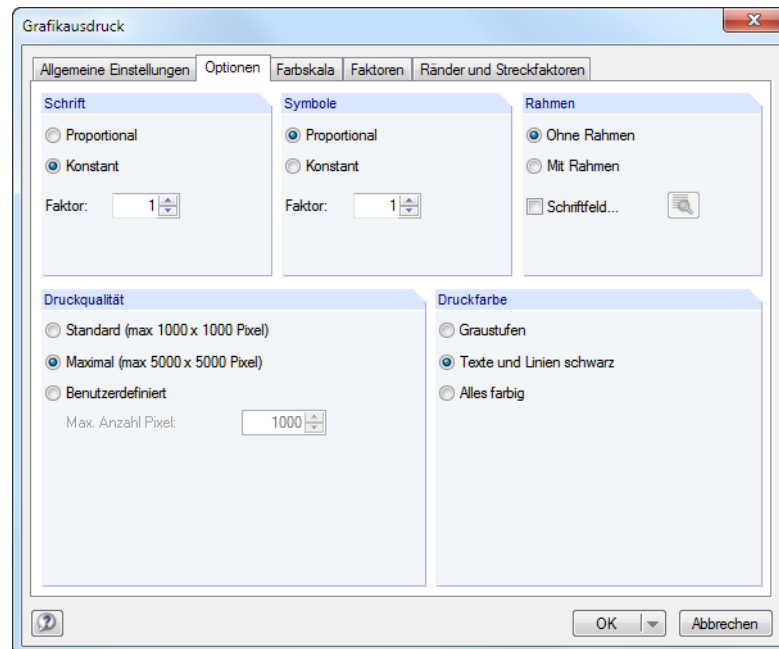 Grafikausdruck
Allgemeine Einstellungen Optionen Farbskala Faktoren Ränder und Streckfaktoren
Schrift
Proportional
Konstant
Faktor: 1
Symbole
Proportional
Konstant
Faktor: 1
Rahmen
Ohne Rahmen
Mit Rahmen
Schriftfeld...
Druckqualität
Standard (max 1000 x 1000 Pixel)
Maximal (max 5000 x 5000 Pixel)
Benutzerdefiniert
Max. Anzahl Pixel: 1000
Druckfarbe
Graustufen
Texte und Linien schwarz
Alles farbig
OK Abbrechen